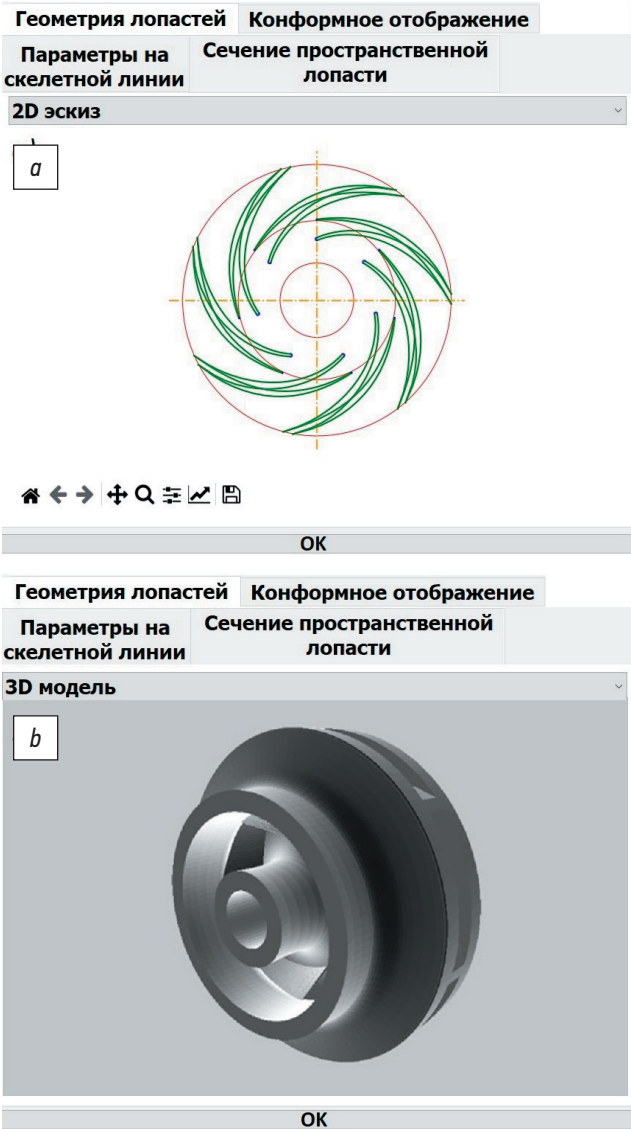 Геометрия лопастей Конформное отображение
Параметры на Сечение пространственной
скелетной линии лопасти
2D эскиз
a
OK
Геометрия лопастей Конформное отображение
Параметры на Сечение пространственной
скелетной линии лопасти
3D модель
b
OK